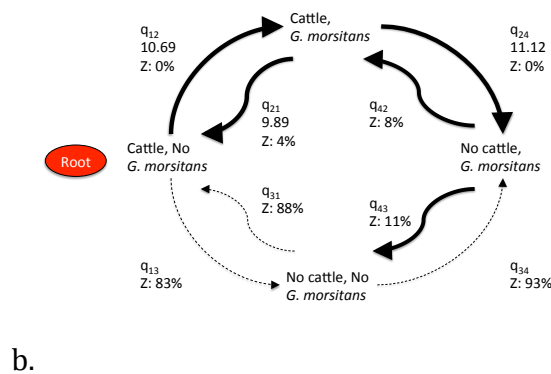 Cattle,
G. morsitans
q12
10.69
Z: 0%
q24
11.12
Z: 0%
q21
9.89
Z: 4%
q42
Z: 8%
Root
Cattle, No
G. morsitans
No cattle,
G. morsitans
q31
Z: 88%
q43
Z: 11%
q13
Z: 83%
No cattle, No
G. morsitans
q34
Z: 93%
b.